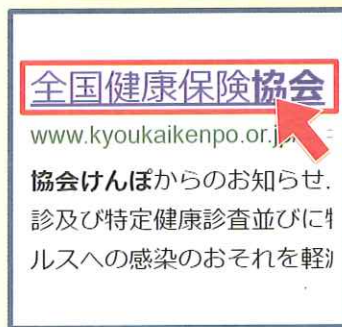 全国健康保険協会
www.kyoukaikenpo.or.j
協会けんぽからのお知らせ.
診及び特定健康診査並びに
ルスへの感染のおそれを軽